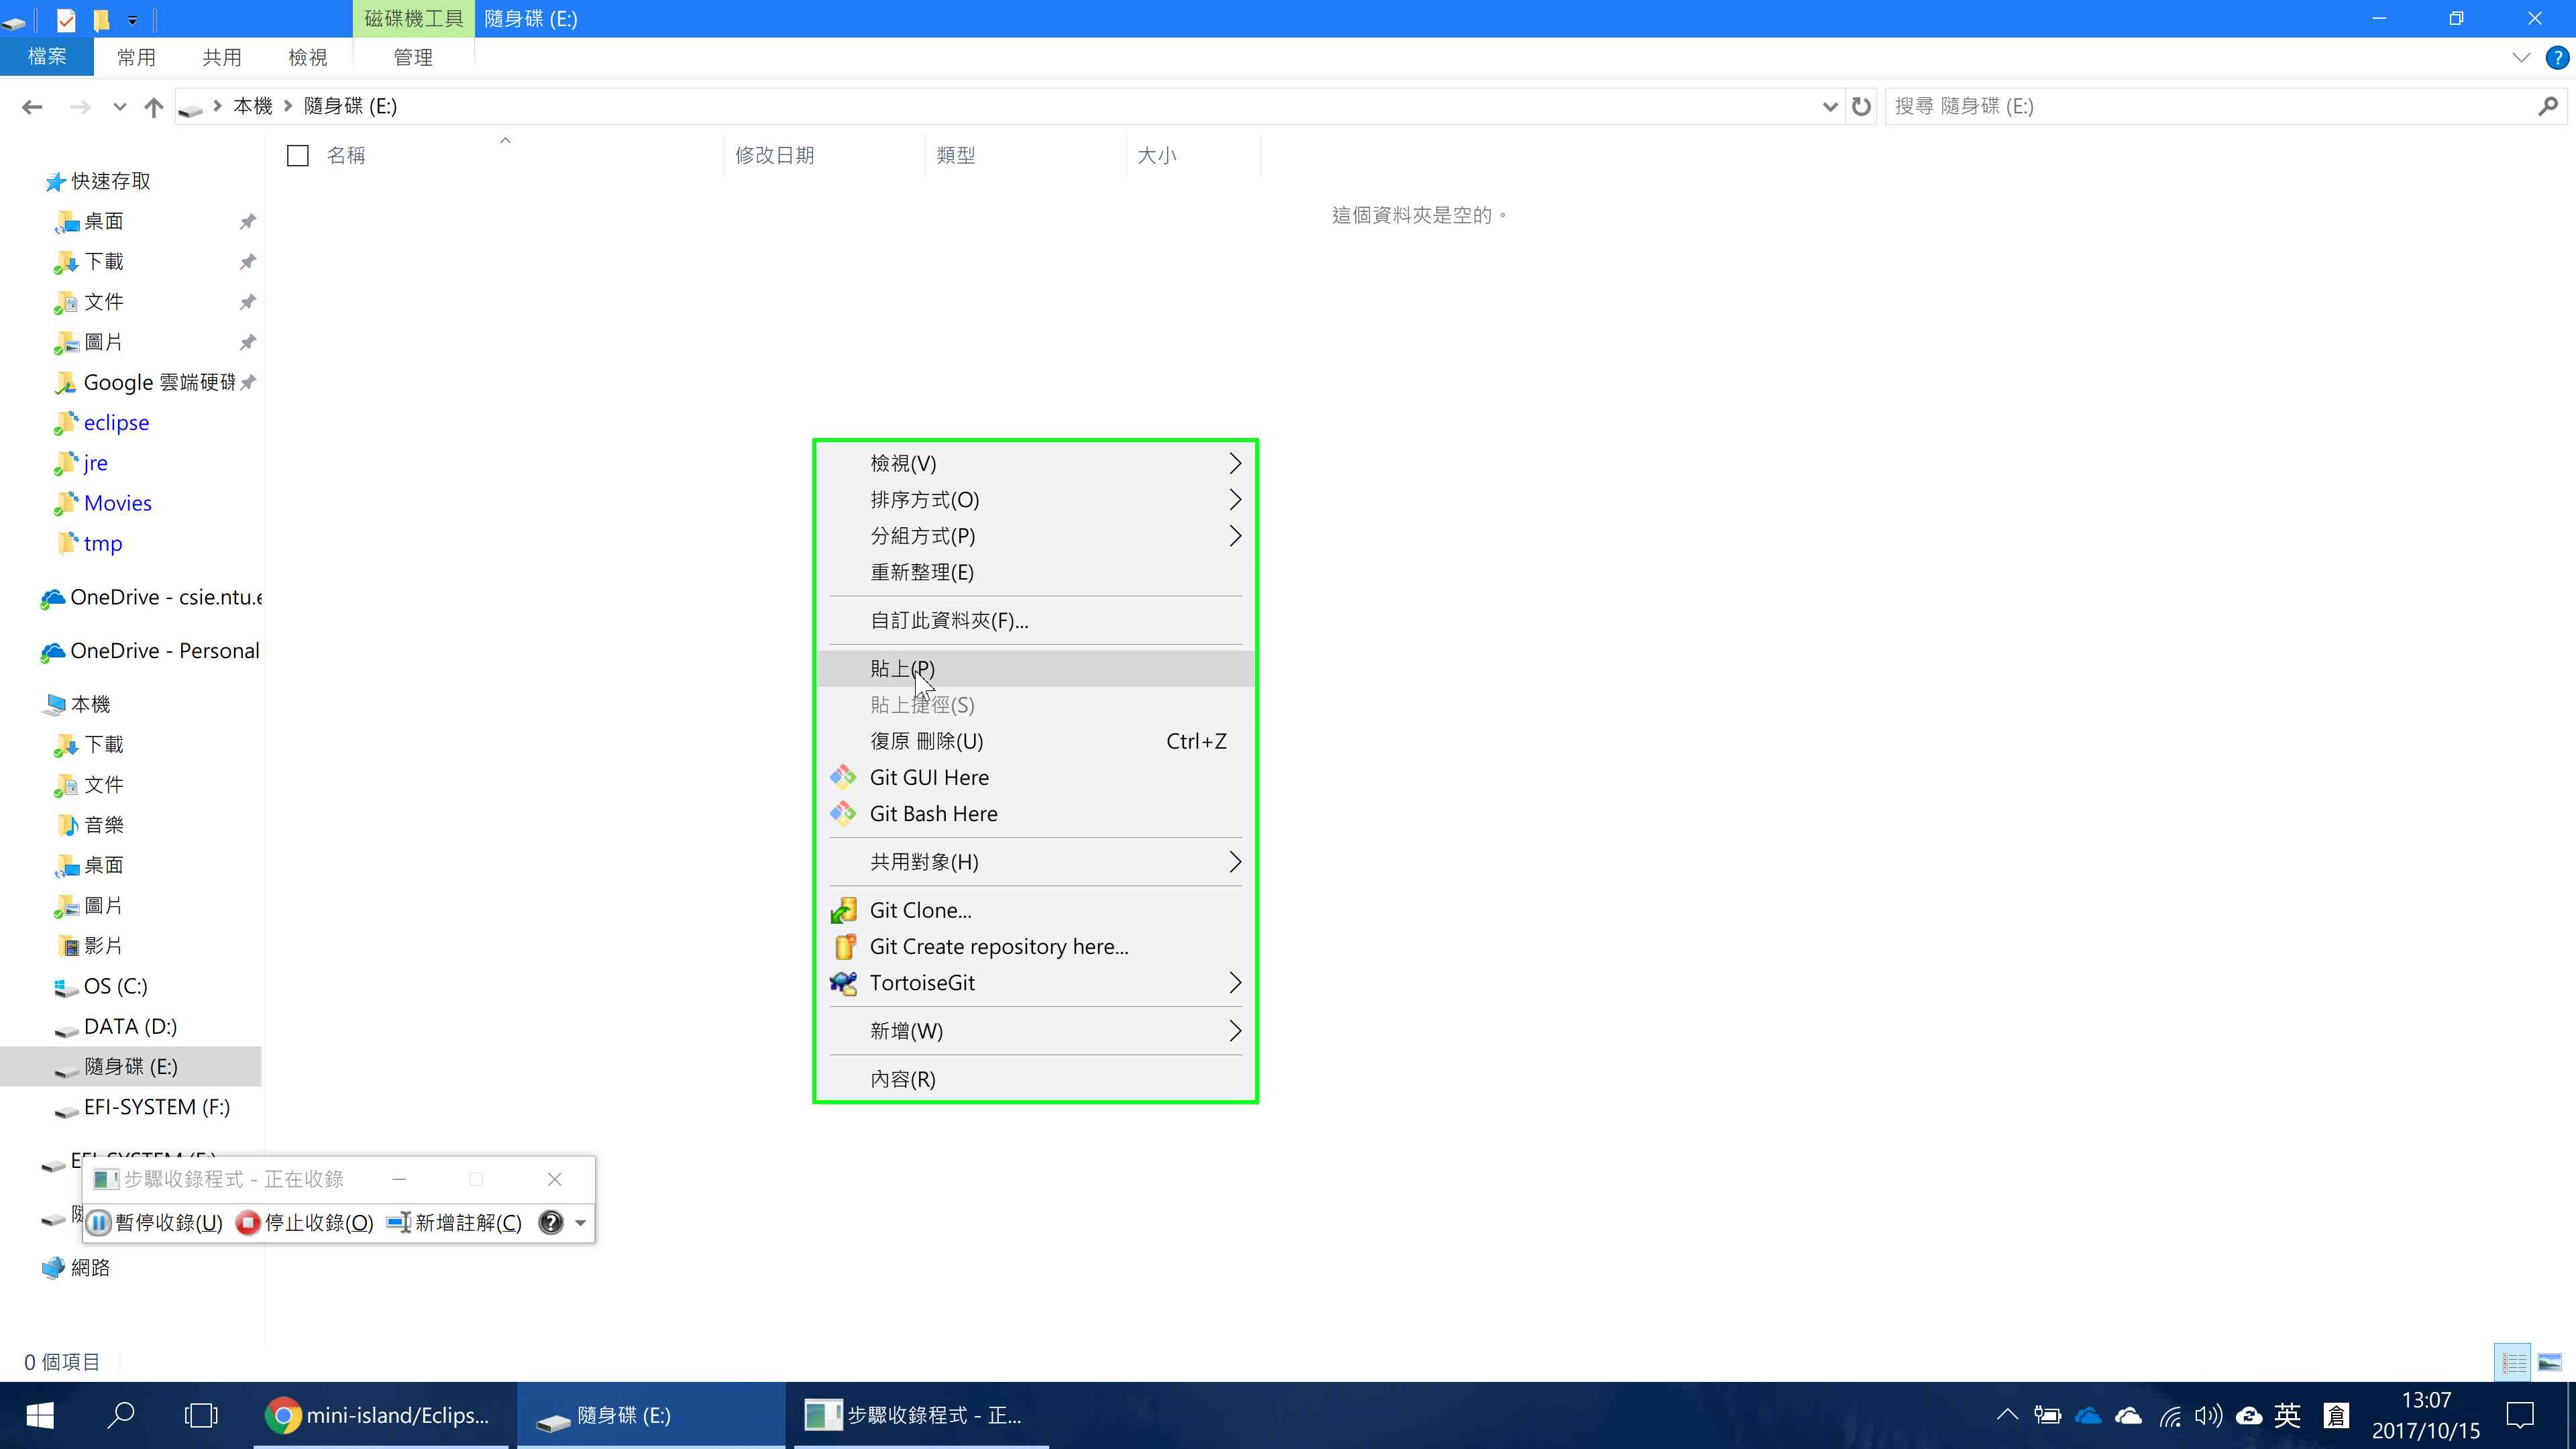 磁碟機工具
隨身碟 (E:)
檔案
常用
共用
檢視
管理
本機
隨身碟 (E:)
搜尋 隨身碟 (E:)
名稱
修改日期
類型
大小
這個資料夾是空的。
快速存取
桌面
下載
文件
圖片
Google 雲端硬碟
eclipse
jre
Movies
tmp
OneDrive - csie.ntu.e
OneDrive - Personal
本機
下載
文件
音樂
桌面
圖片
影片
OS (C:)
DATA (D:)
隨身碟 (E:)
EFI-SYSTEM (F:)
EFI-SYSTEM (F:)
網路
檢視(V)
排序方式(O)
分組方式(P)
重新整理(E)
自訂此資料夾(F)...
貼上(P)
貼上捷徑(S)
復原 刪除(U) Ctrl+Z
Git GUI Here
Git Bash Here
共用對象(H)
Git Clone...
Git Create repository here...
TortoiseGit
新增(W)
內容(R)
步驟收錄程式 - 正在收錄
暫停收錄(U) 停止收錄(O) 新增註解(C)
0 個項目
mini-island/Eclips...
隨身碟 (E:)
步驟收錄程式 - 正...
英
倉
13:07
2017/10/15